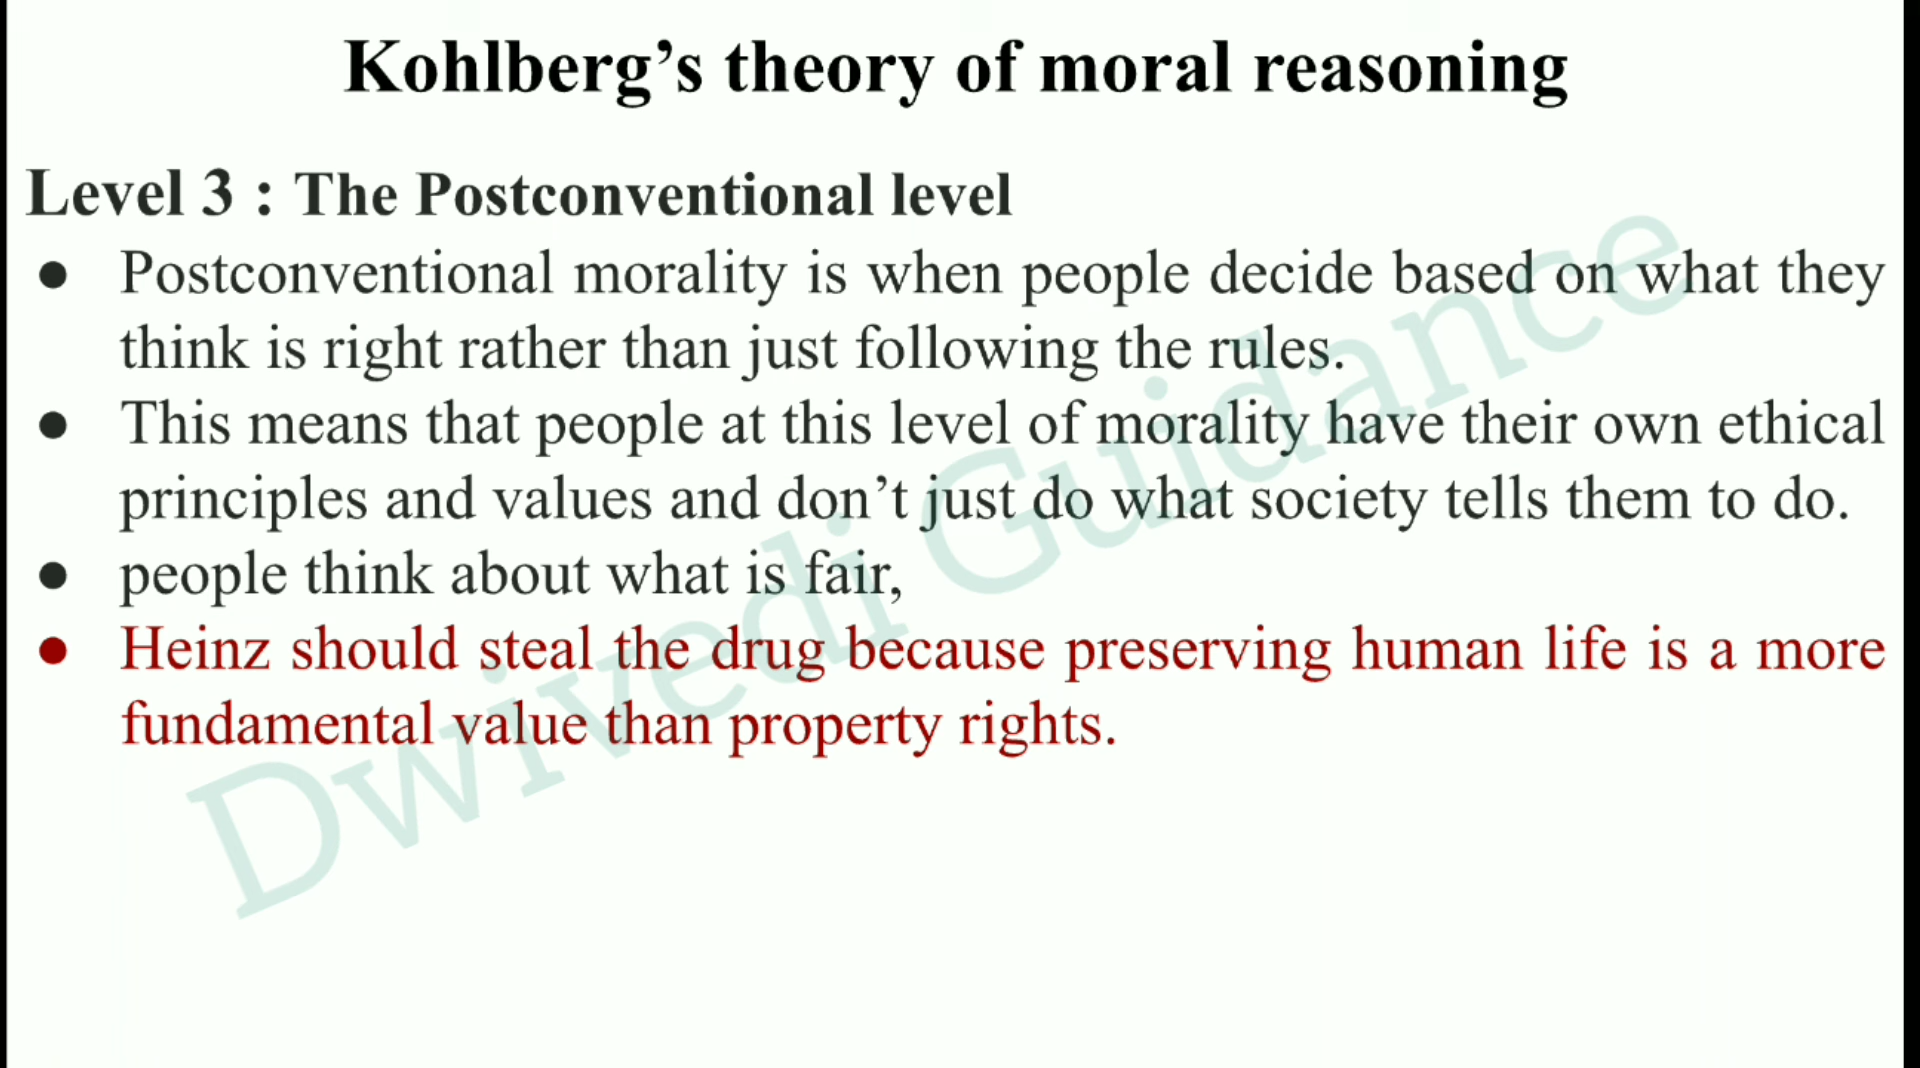 Kohlberg’s theory of moral reasoning
Level 3 : The Postconventional level
● Postconventional morality is when people decide based on what they
think is right rather than just following the rules.
● This means that people at this level of morality have their own ethical
principles and values and don’t just do what society tells them to do.
● people think about what is fair,
● Heinz should steal the drug because preserving human life is a more
fundamental value than property rights.
Dwivedi Guidance